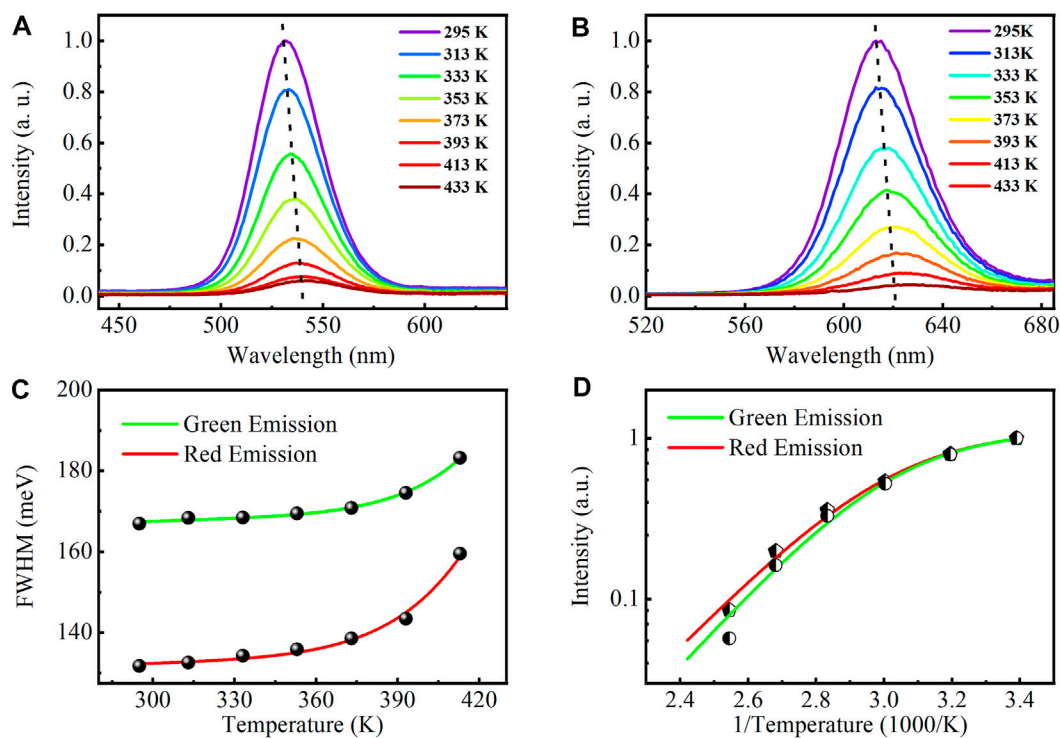 A
1.0
0.8
0.6
0.4
0.2
0.0
Intensity (a. u.)
295 K
313 K
333 K
353 K
373 K
393 K
413 K
433 K
450
500
550
600
Wavelength (nm)
B
1.0
0.8
0.6
0.4
0.2
0.0
Intensity (a. u.)
295K
313K
333 K
353 K
373 K
393 K
413 K
433 K
520
560
600
640
680
Wavelength (nm)
C
200
180
160
140
FWHM (meV)
Green Emission
Red Emission
300
330
360
390
420
Temperature (K)
D
1
0.1
Intensity (a.u.)
Green Emission
Red Emission
2.4
2.6
2.8
3.0
3.2
3.4
1/Temperature (1000/K)